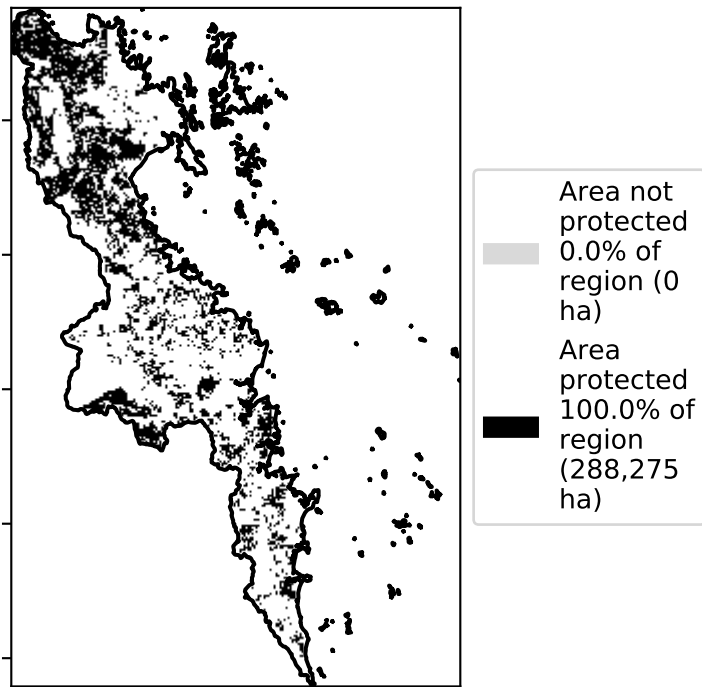 Area not
protected
0.0% of
region (0
ha)
Area
protected
100.0% of
region
(288,275
ha)